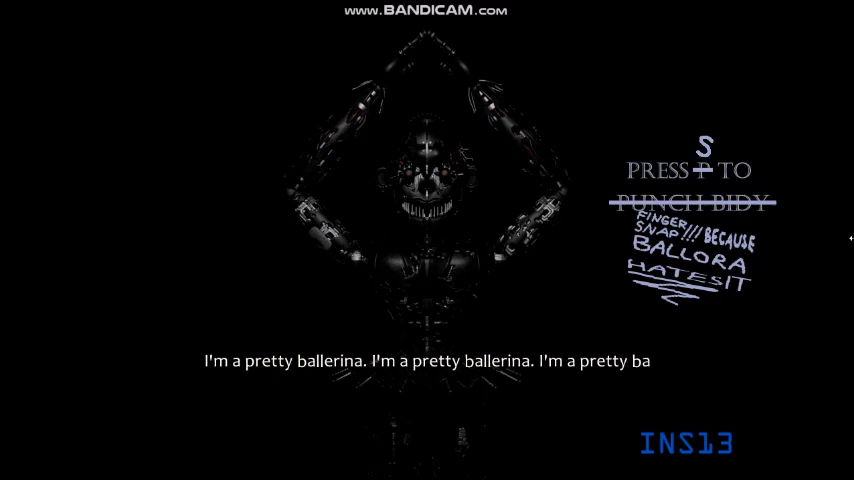 www.BANDICAM.com
S
PRESS P TO
PUNCH BIDY
FINGER
SNAP!!! BECAUSE
BALLORA
HATES IT
I'm a pretty ballerina. I'm a pretty ballerina. I'm a pretty ba
INS13